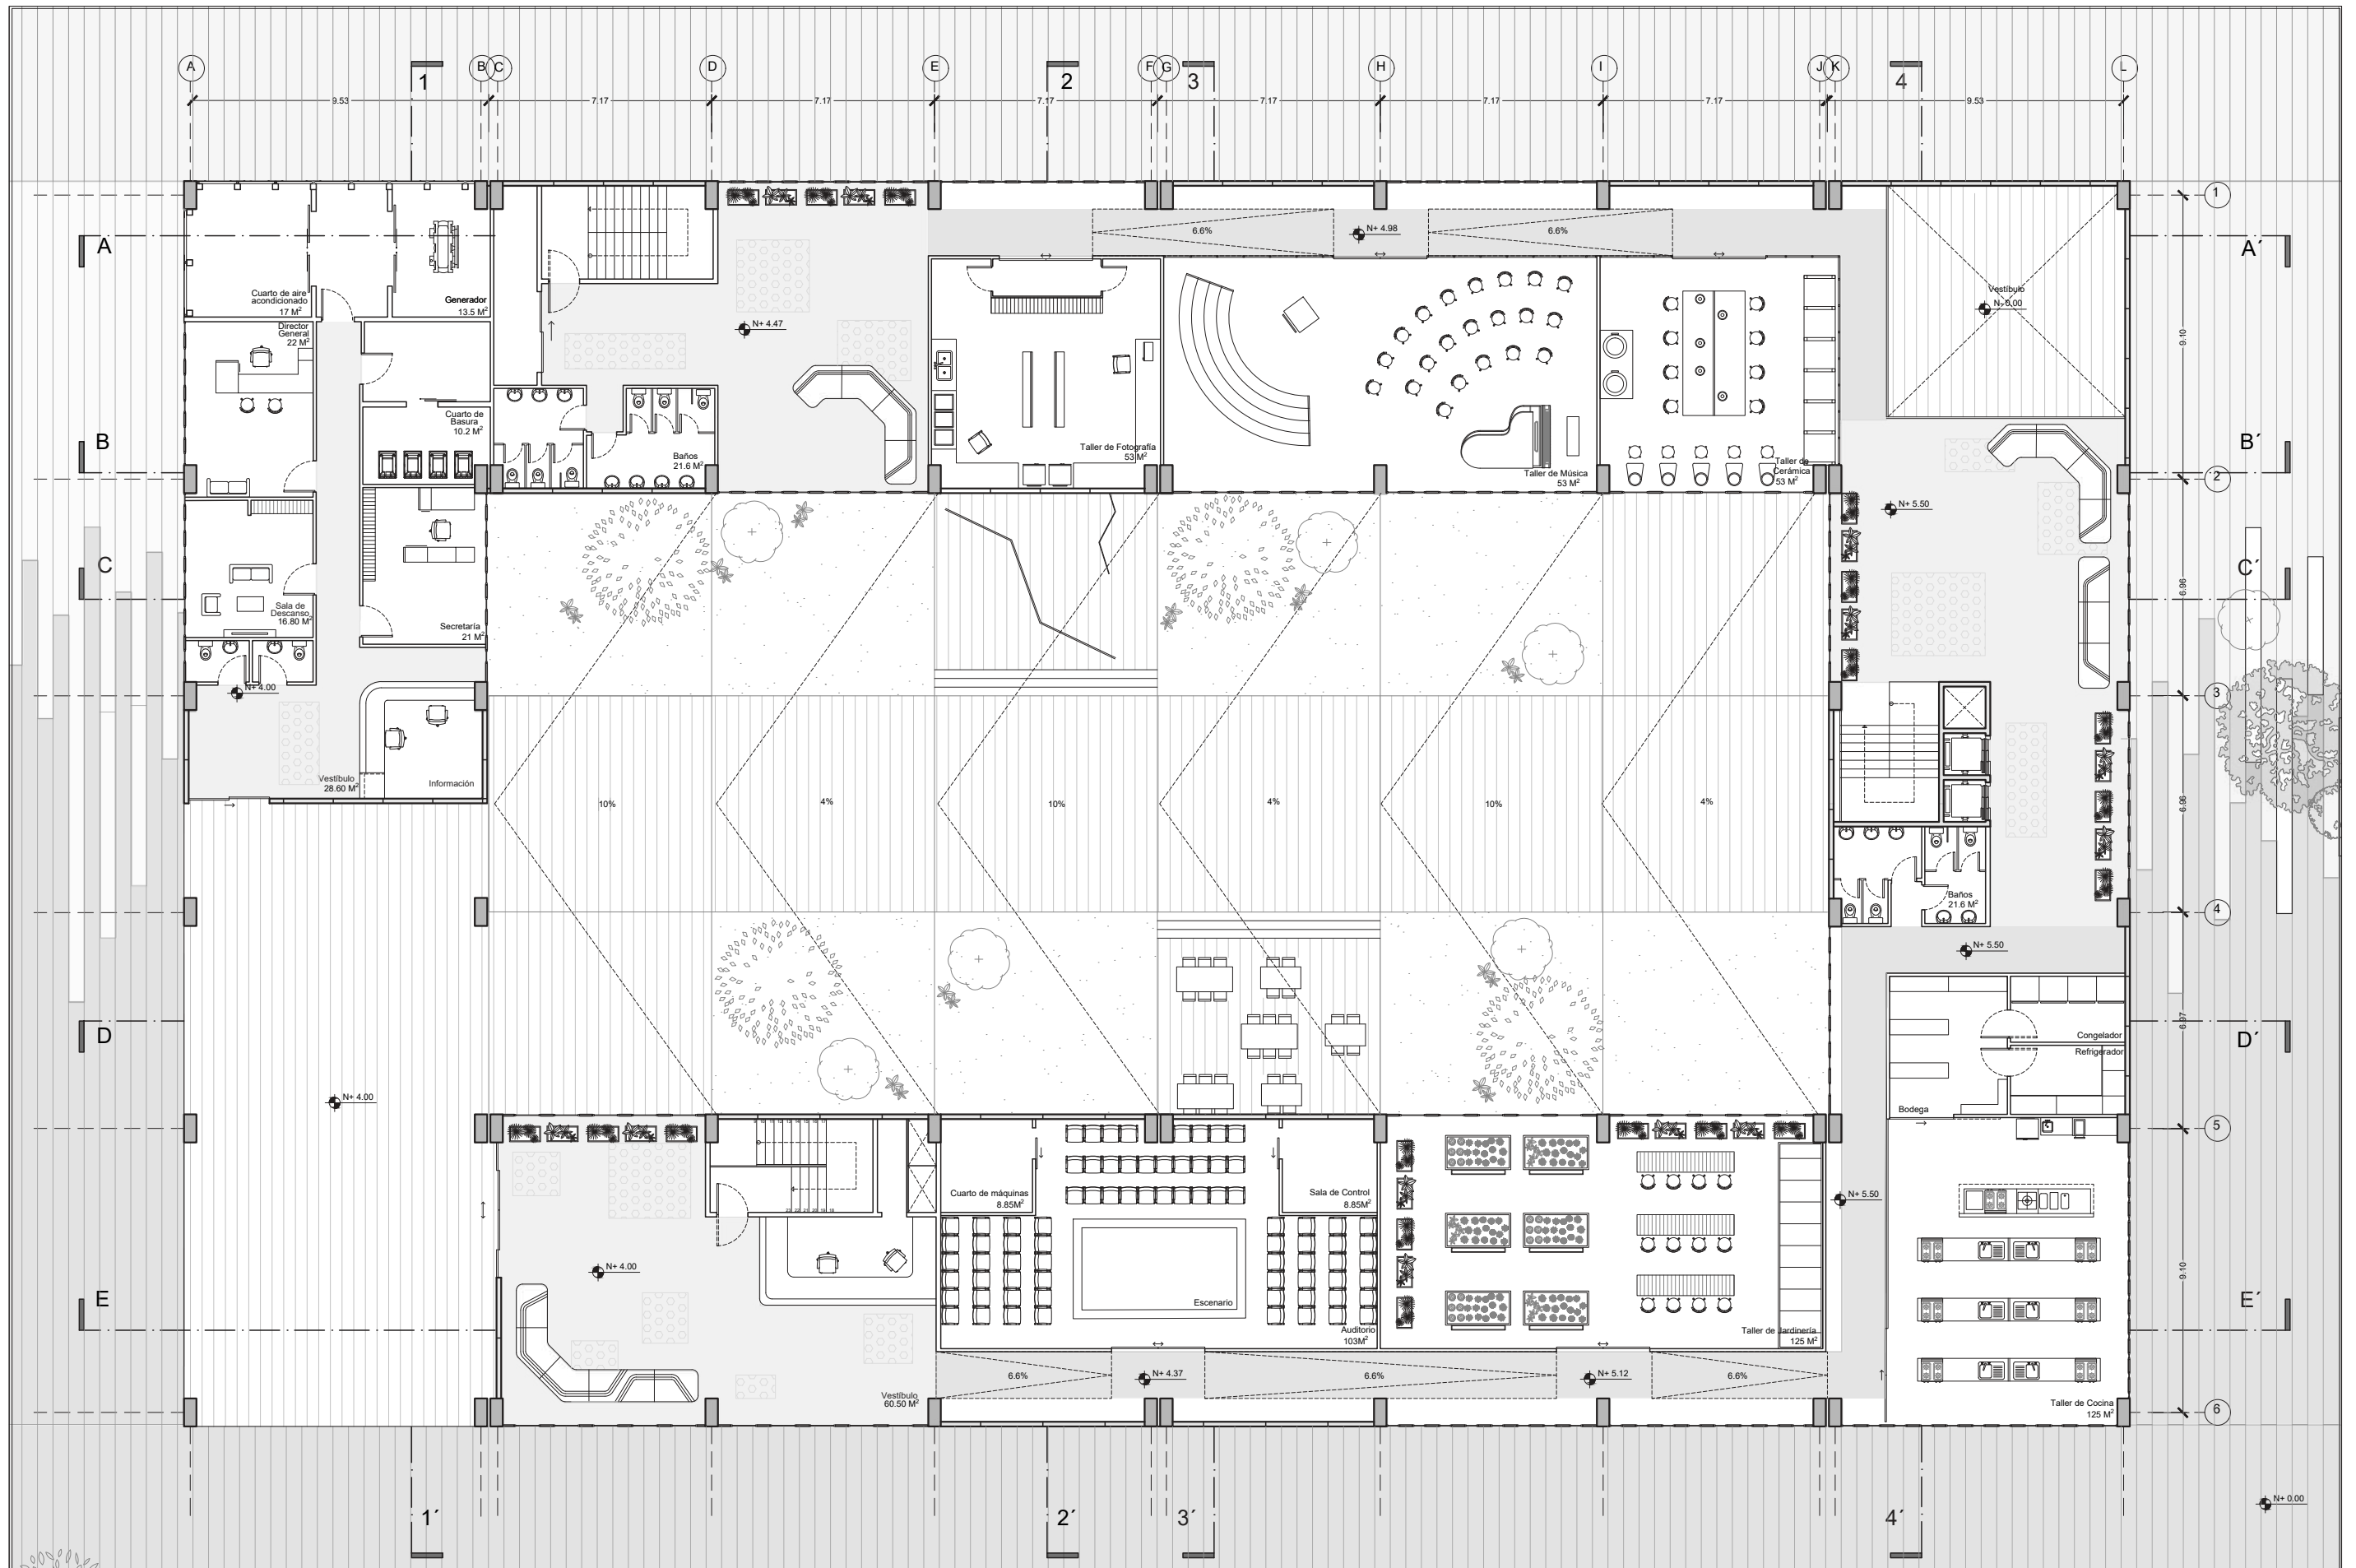 A
B
C
D
E
F
G
H
I
J
K
L
1
2
3
4
9.53
7.17
7.17
7.17
7.17
7.17
7.17
9.53
1
A
A´
6.6%
N+ 4.98
6.6%
Cuarto de aire
acondicionado
17 M2
Generador
13.5 M2
Vestíbulo
N+ 4.47
Director
General
22 M2
9.10
Cuarto de
Basura
10.2 M2
B
B´
Baños
21.6 M2
Taller de Fotografía
53 M2
Taller de Música
53 M2
Taller de
Cerámica
53 M2
2
N+ 5.50
C
C´
6.96
Sala de
Descanso
16.80 M2
Secretaría
21 M2
N+ 4.00
3
Vestíbulo
28.60 M2
Información
10%
4%
10%
4%
10%
4%
Baños
21.6 M2
4
N+ 5.50
D
D´
6.97
Congelador
Refrigerador
Bodega
N+ 4.00
5
Cuarto de máquinas
8.85M2
Sala de Control
8.85M2
N+ 5.50
N+ 4.00
9.10
E
E´
Escenario
Auditorio
103M2
Taller de Jardinería
125 M2
6.6%
N+ 4.37
6.6%
N+ 5.12
6.6%
Vestíbulo
60.50 M2
Taller de Cocina
125 M2
6
N+ 0.00
1´
2´
3´
4´